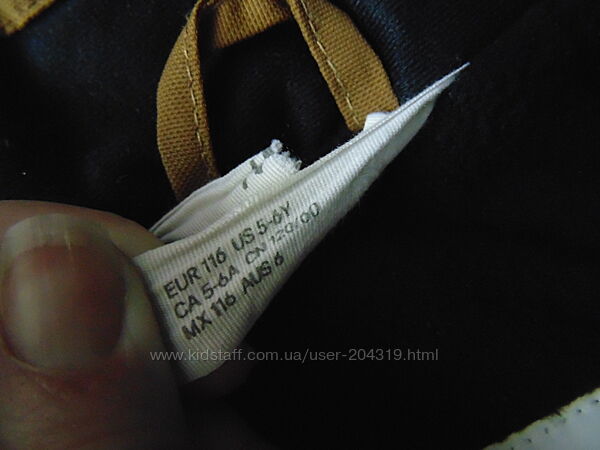 EUR 116 US 5-6Y
CA 5-6A CN 120/60
MX 116 AUS 6
www.kidstaff.com.ua/user-204319.html